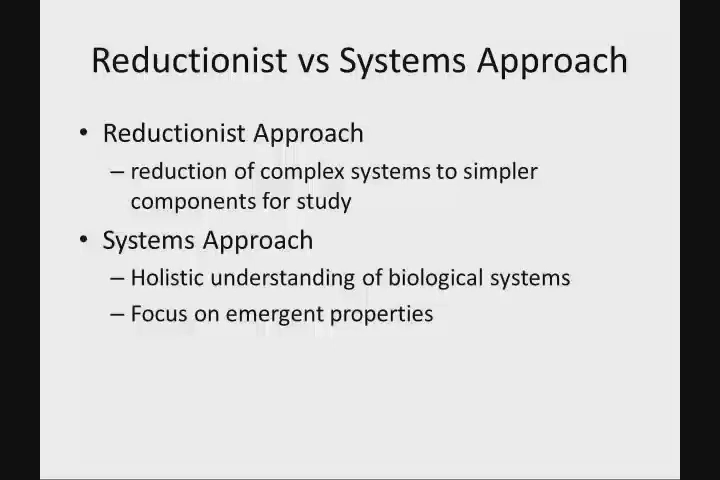 Reductionist vs Systems Approach
• Reductionist Approach
– reduction of complex systems to simpler
components for study
• Systems Approach
– Holistic understanding of biological systems
– Focus on emergent properties